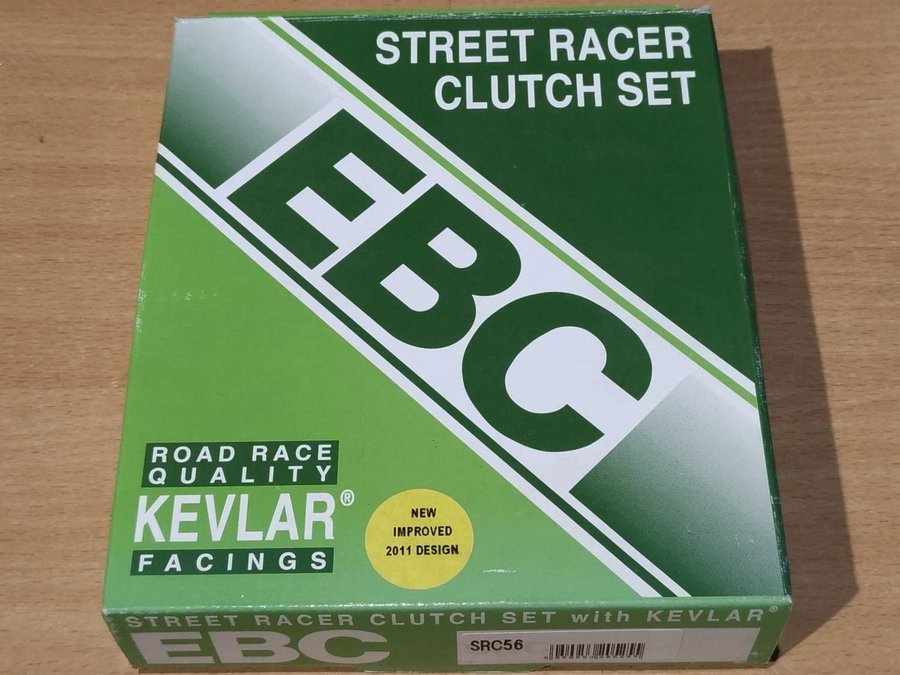 STREET RACER
CLUTCH SET
EBC
ROAD RACE
QUALITY
KEVLAR®
FACINGS
NEW
IMPROVED
2011 DESIGN
STREET RACER CLUTCH SET with KEVLAR®
EBC
SRC56